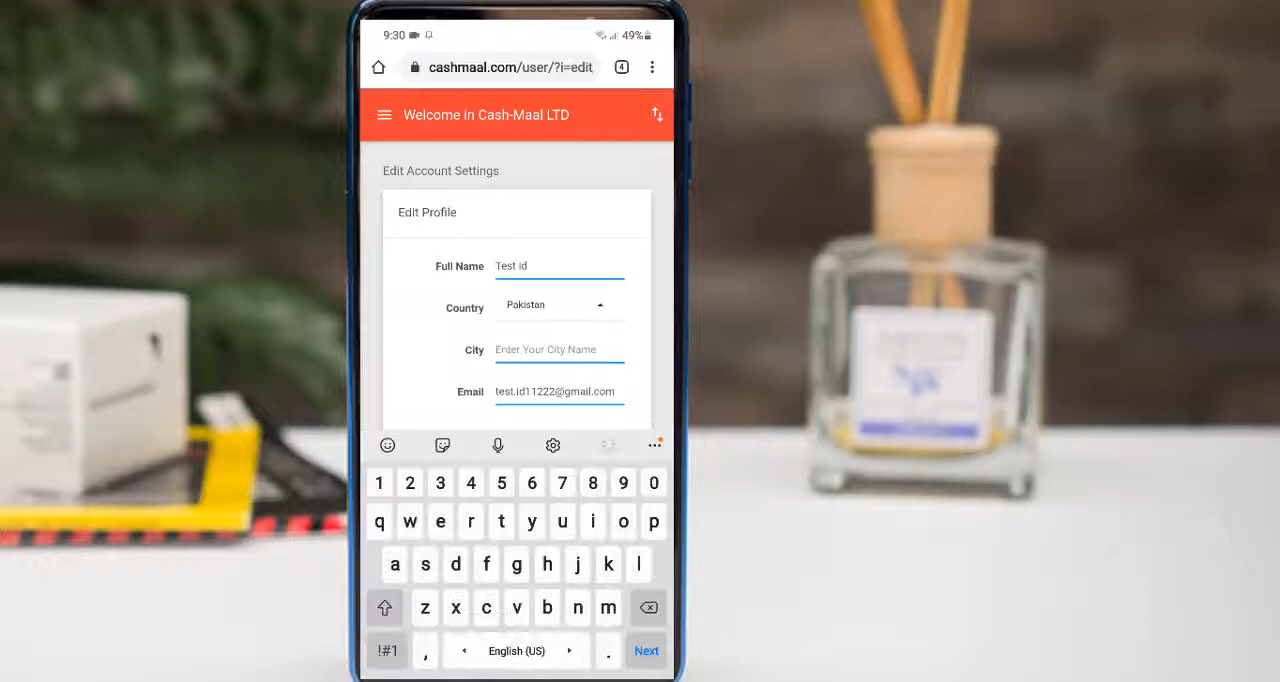 9:30 49%
cashmaal.com/user/?i=edit 4
Welcome in Cash-Maal LTD
Edit Account Settings
Edit Profile
Full Name Test id
Country Pakistan
City Enter Your City Name
Email test.id11222@gmail.com
1 2 3 4 5 6 7 8 9 0
q w e r t y u i o p
a s d f g h j k l
z x c v b n m
!#1 , English (US) . Next